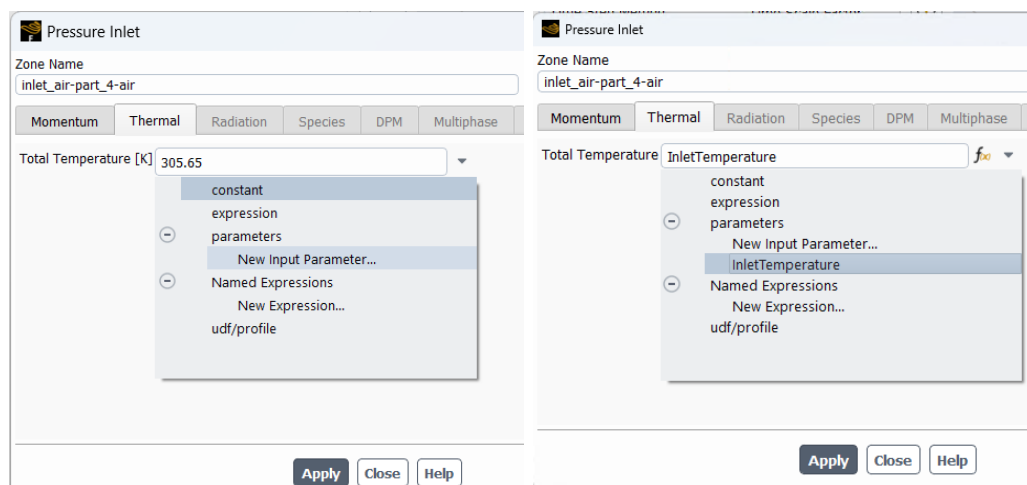 Pressure Inlet
Zone Name
inlet_air-part_4-air
Momentum Thermal Radiation Species DPM Multiphase
Total Temperature [K] 305.65
constant
expression
parameters
New Input Parameter...
Named Expressions
New Expression...
udf/profile
Apply Close Help
Pressure Inlet
Zone Name
inlet_air-part_4-air
Momentum Thermal Radiation Species DPM Multiphase
Total Temperature InletTemperature f(x)
constant
expression
parameters
New Input Parameter...
InletTemperature
Named Expressions
New Expression...
udf/profile
Apply Close Help